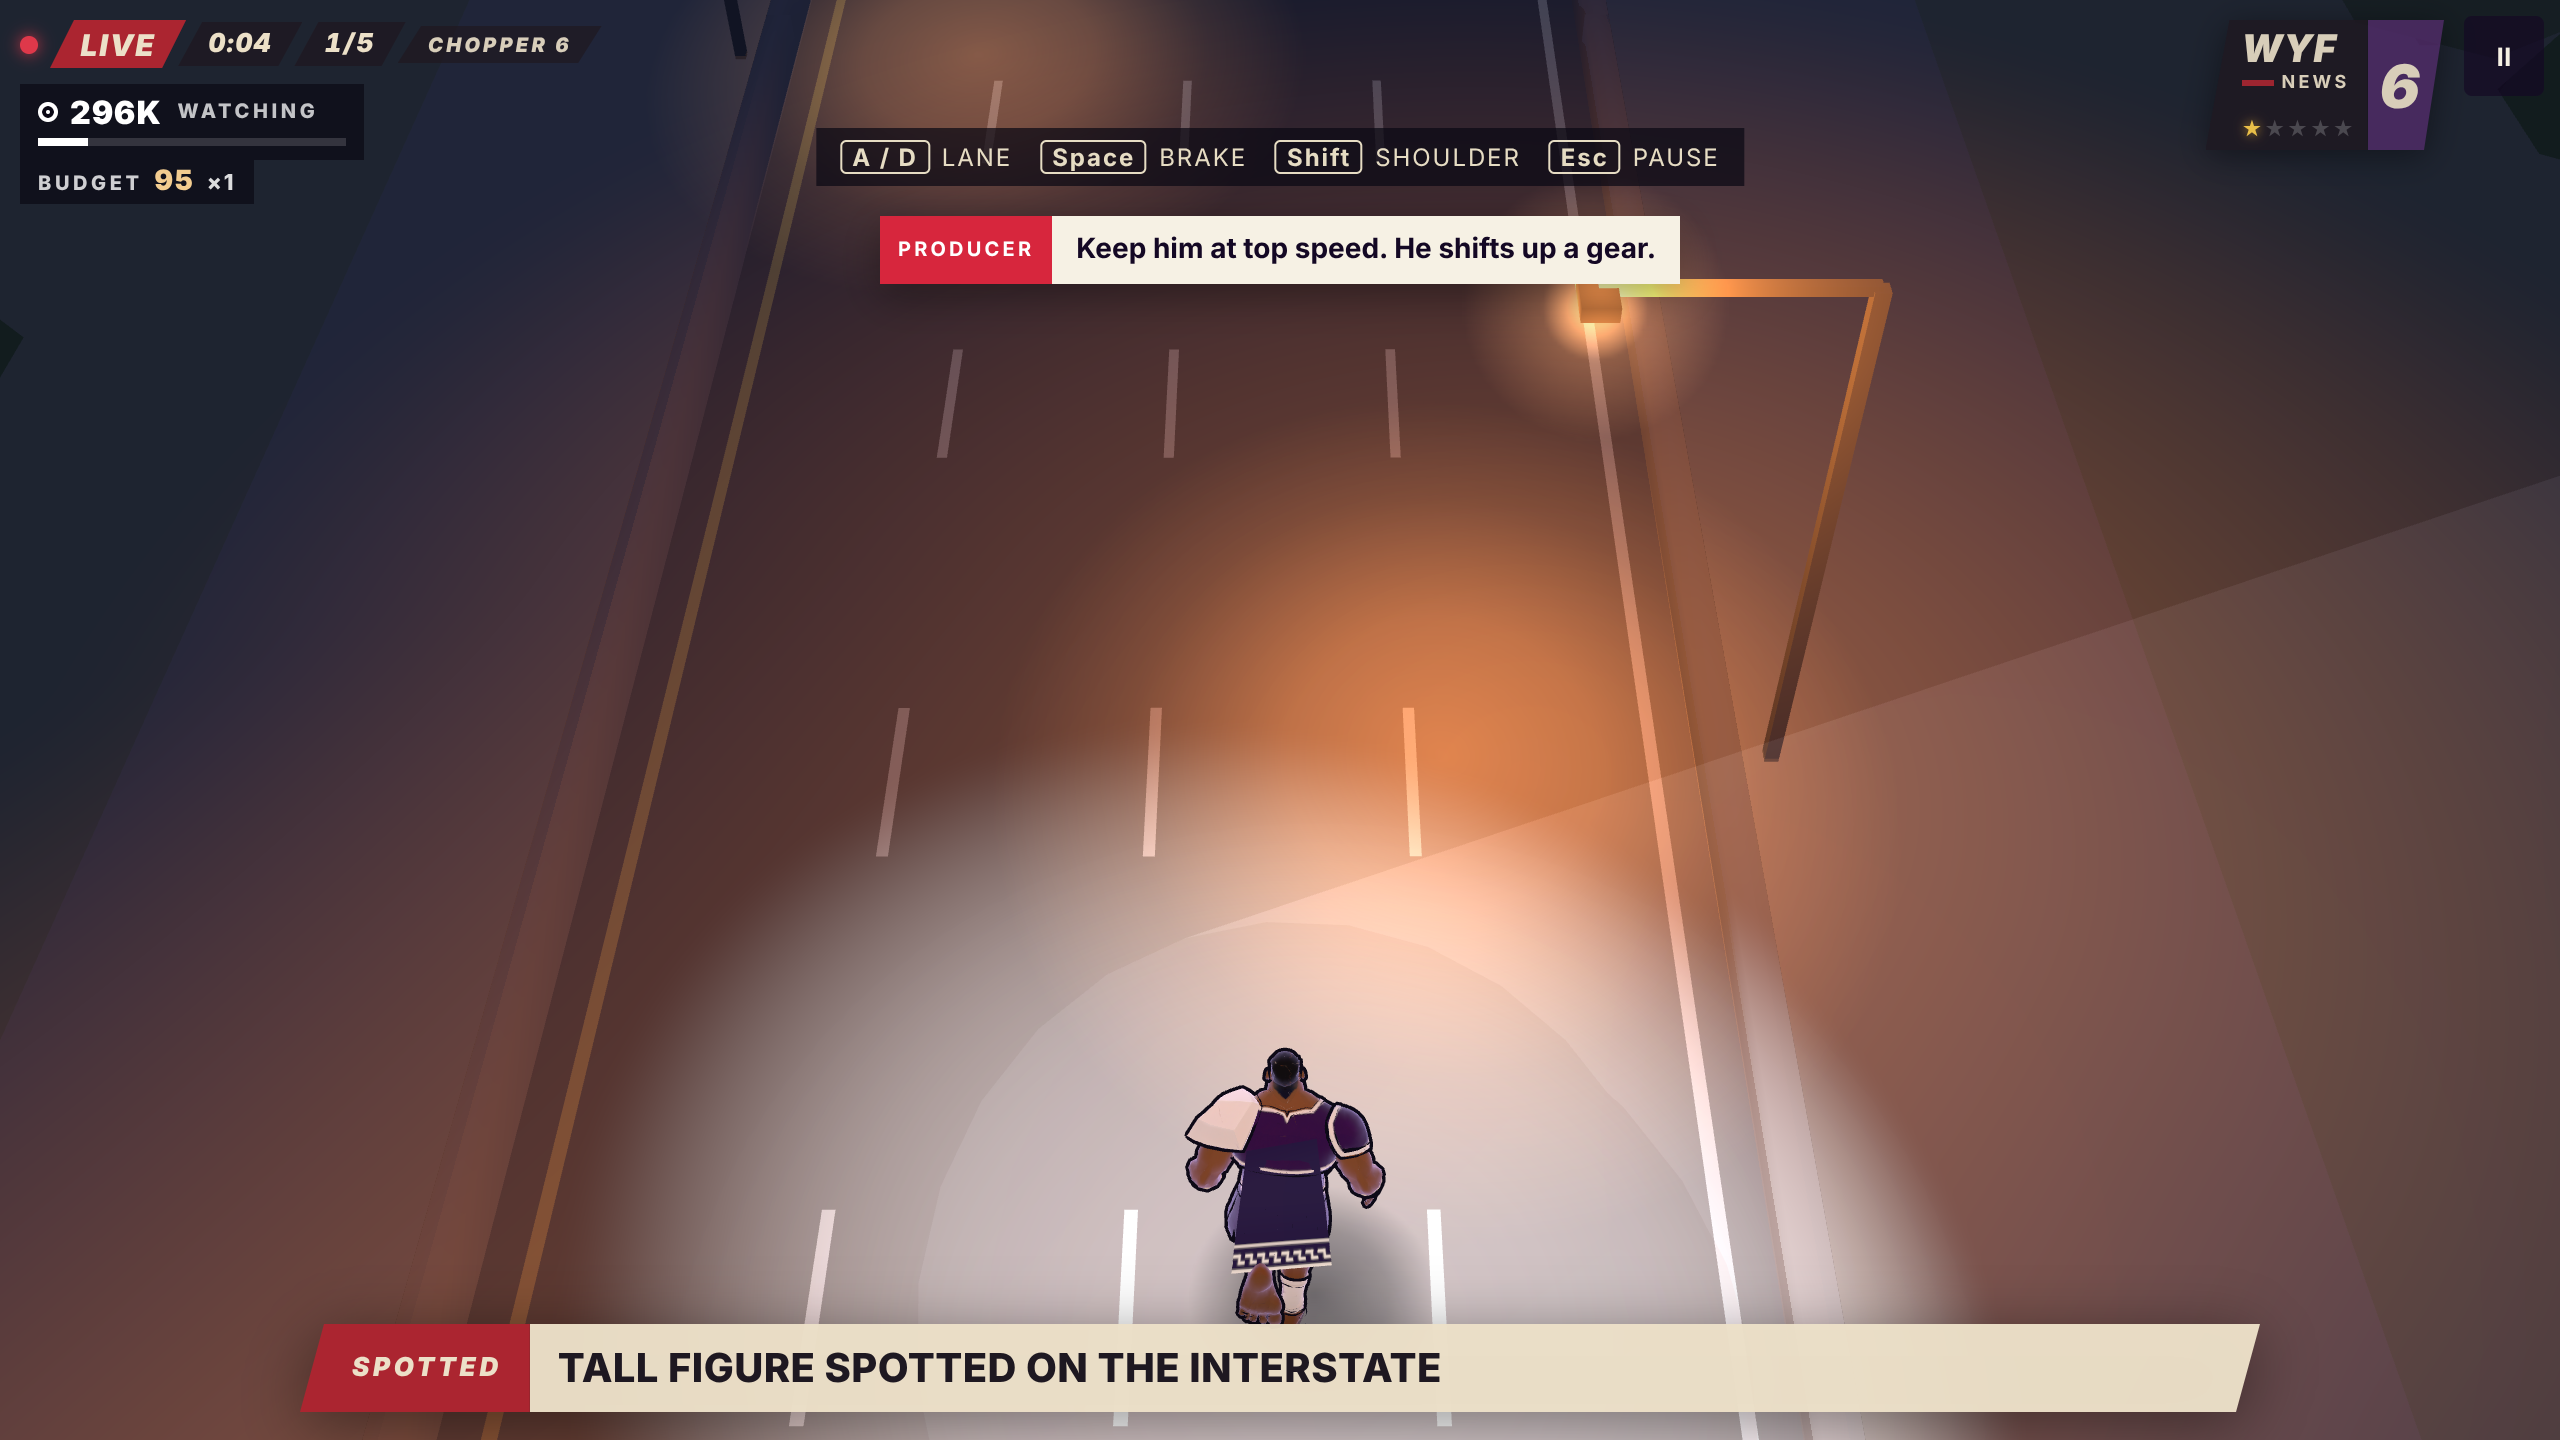 LIVE 0:04 1/5 CHOPPER 6
296K WATCHING
BUDGET 95 ×1
A / D LANE Space BRAKE Shift SHOULDER Esc PAUSE
PRODUCER Keep him at top speed. He shifts up a gear.
WYF
NEWS
6
SPOTTED TALL FIGURE SPOTTED ON THE INTERSTATE